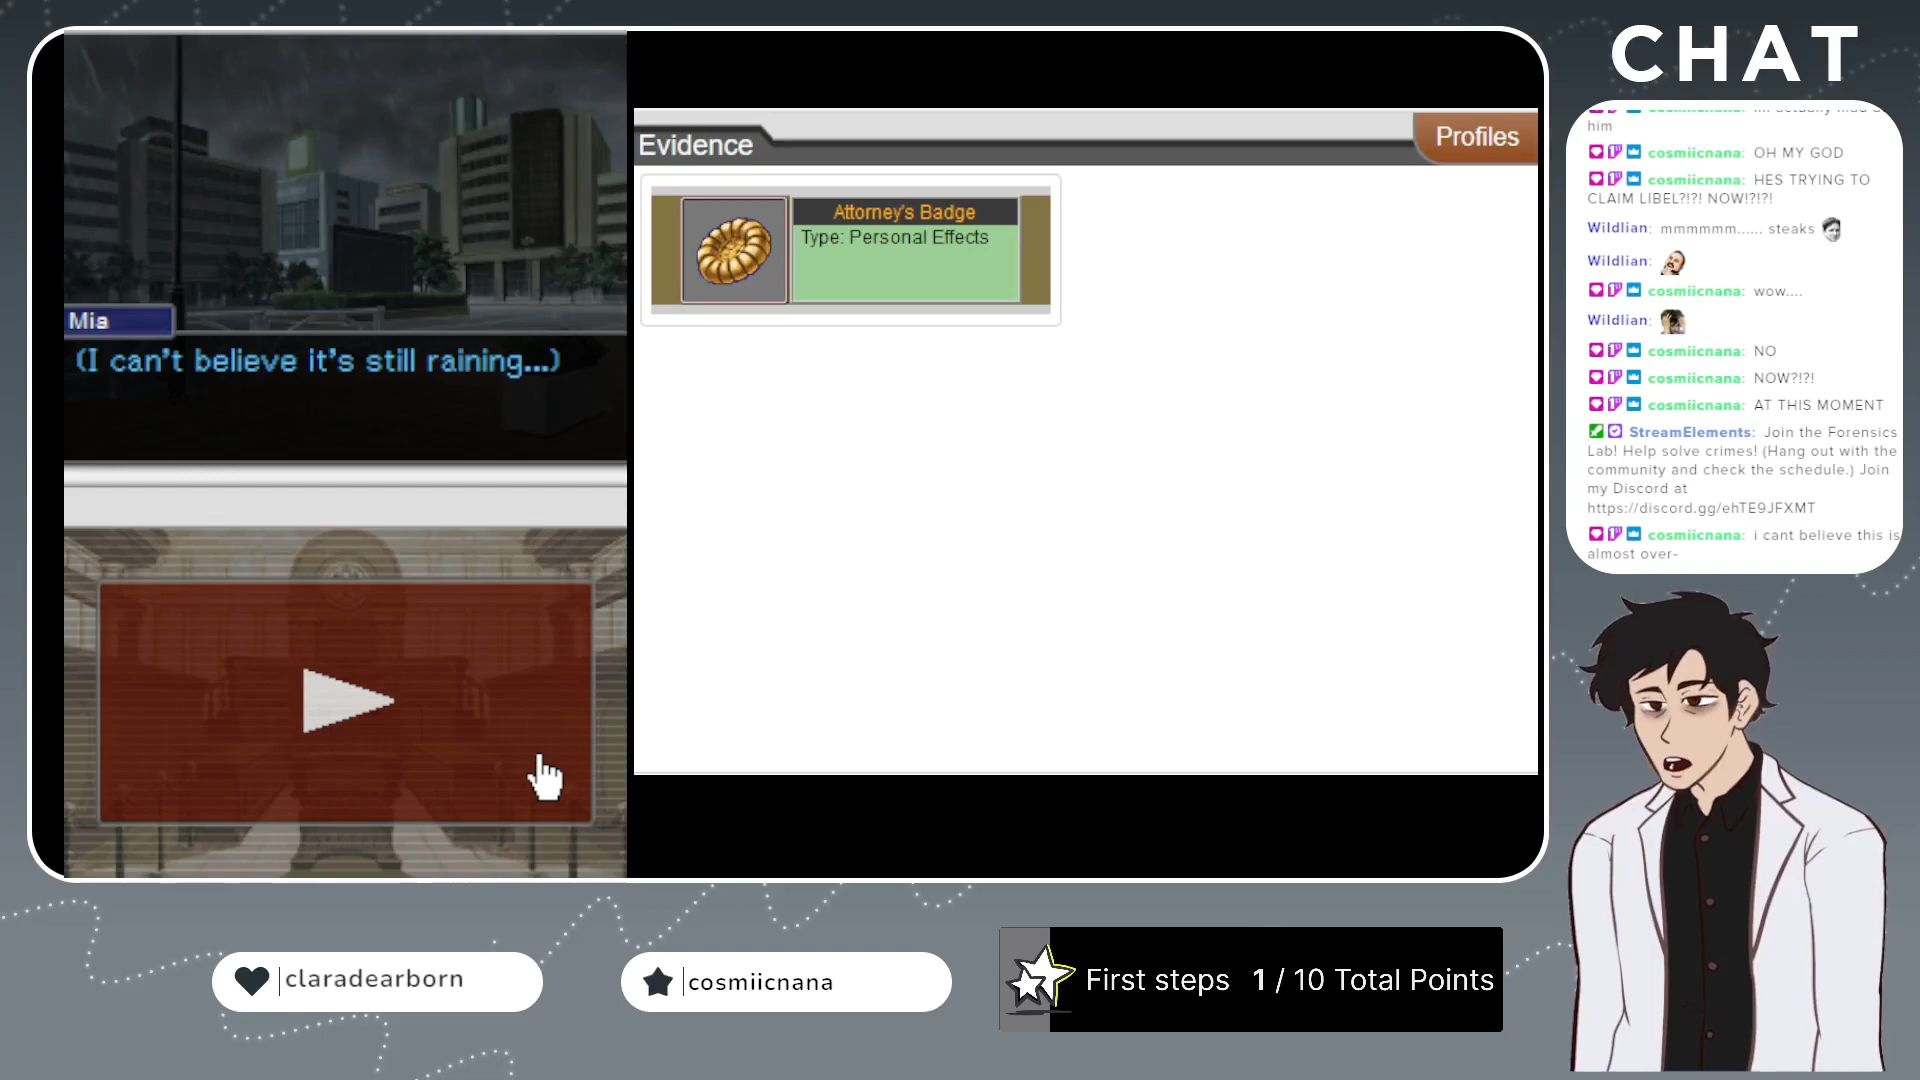 Mia
(I can't believe it's still raining...)
Evidence
Profiles
Attorney's Badge
Type: Personal Effects
CHAT
him
cosmiicnana: OH MY GOD
cosmiicnana: HES TRYING TO
CLAIM LIBEL?!?! NOW!?!?!
Wildlian: mmmmmm...... steaks
Wildlian:
cosmiicnana: wow....
Wildlian:
cosmiicnana: NO
cosmiicnana: NOW?!?!
cosmiicnana: AT THIS MOMENT
StreamElements: Join the Forensics
Lab! Help solve crimes! (Hang out with the
community and check the schedule.) Join
my Discord at
https://discord.gg/ehTE9JFXMT
cosmiicnana: i cant believe this is
almost over-
claradearborn
cosmiicnana
First steps 1 / 10 Total Points